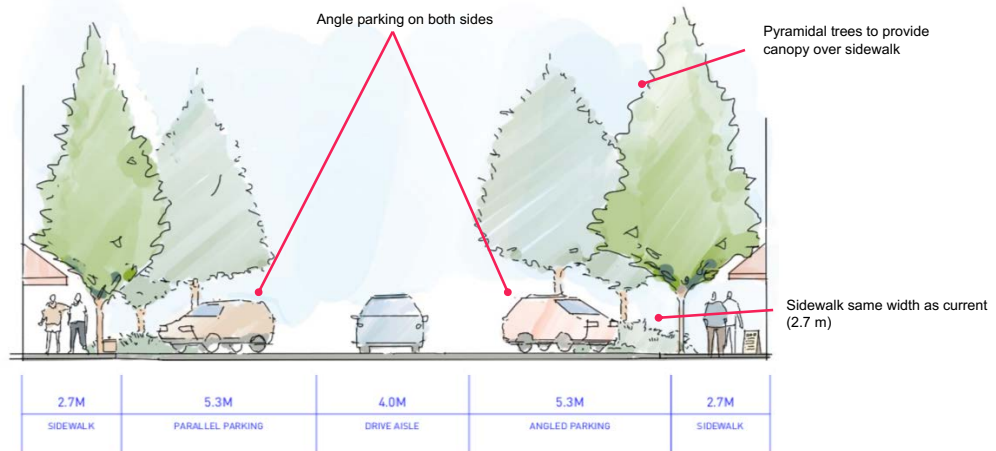 Angle parking on both sides
Pyramidal trees to provide
canopy over sidewalk
Sidewalk same width as current
(2.7 m)
2.7M
5.3M
4.0M
5.3M
2.7M
SIDEWALK
PARALLEL PARKING
DRIVE AISLE
ANGLED PARKING
SIDEWALK